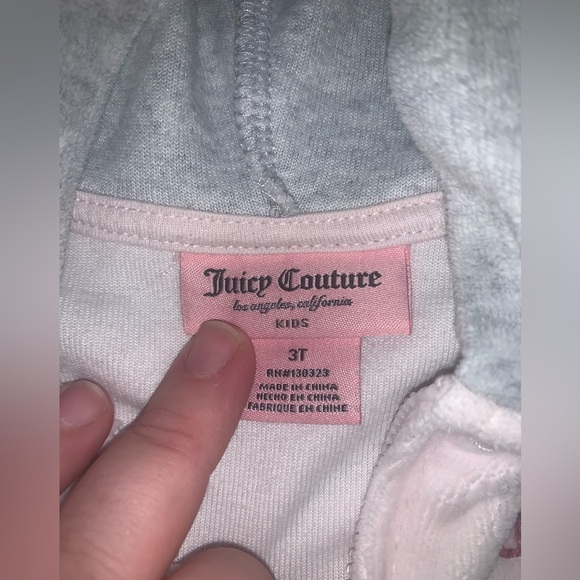 Juicy Couture
los angeles, california
KIDS
3T
RN#130323
MADE IN CHINA
HECHO EN CHINA
FABRIQUE EN CHINE